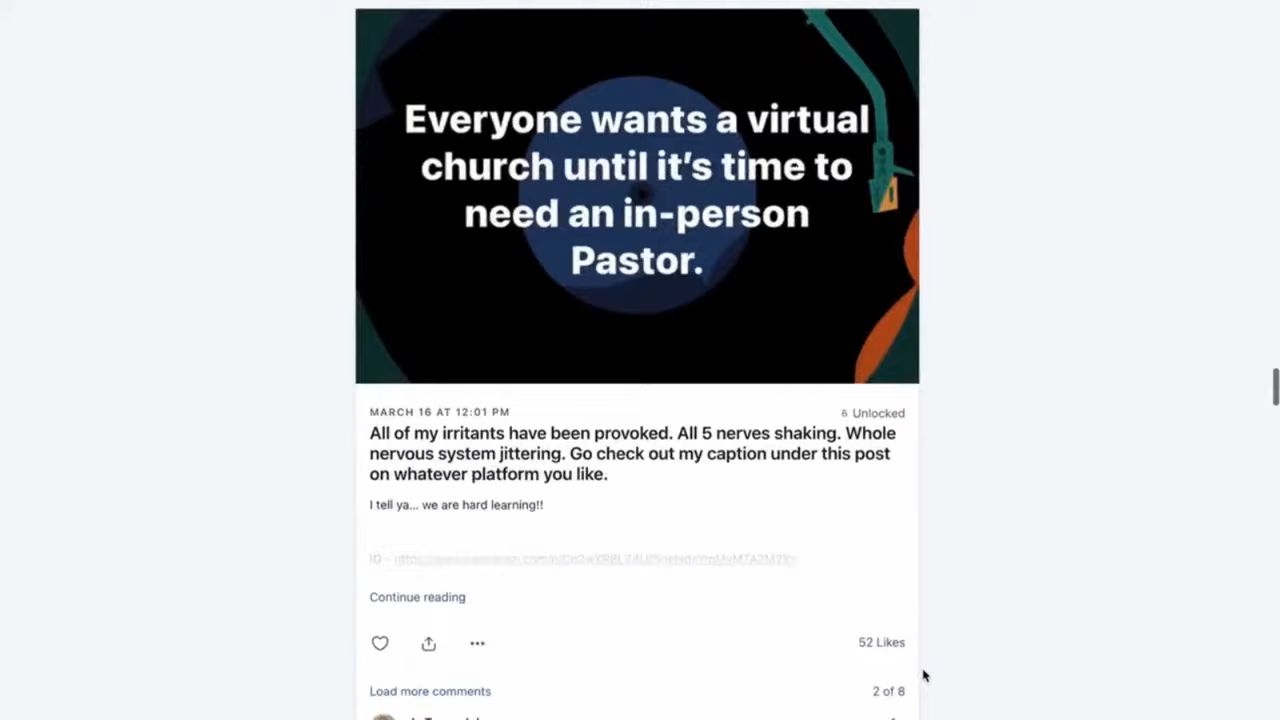 Everyone wants a virtual
church until it's time to
need an in-person
Pastor.
MARCH 16 AT 12:01 PM
Unlocked
All of my irritants have been provoked. All 5 nerves shaking. Whole
nervous system jittering. Go check out my caption under this post
on whatever platform you like.
I tell ya... we are hard learning!!
IG -
Continue reading
52 Likes
Load more comments
2 of 8